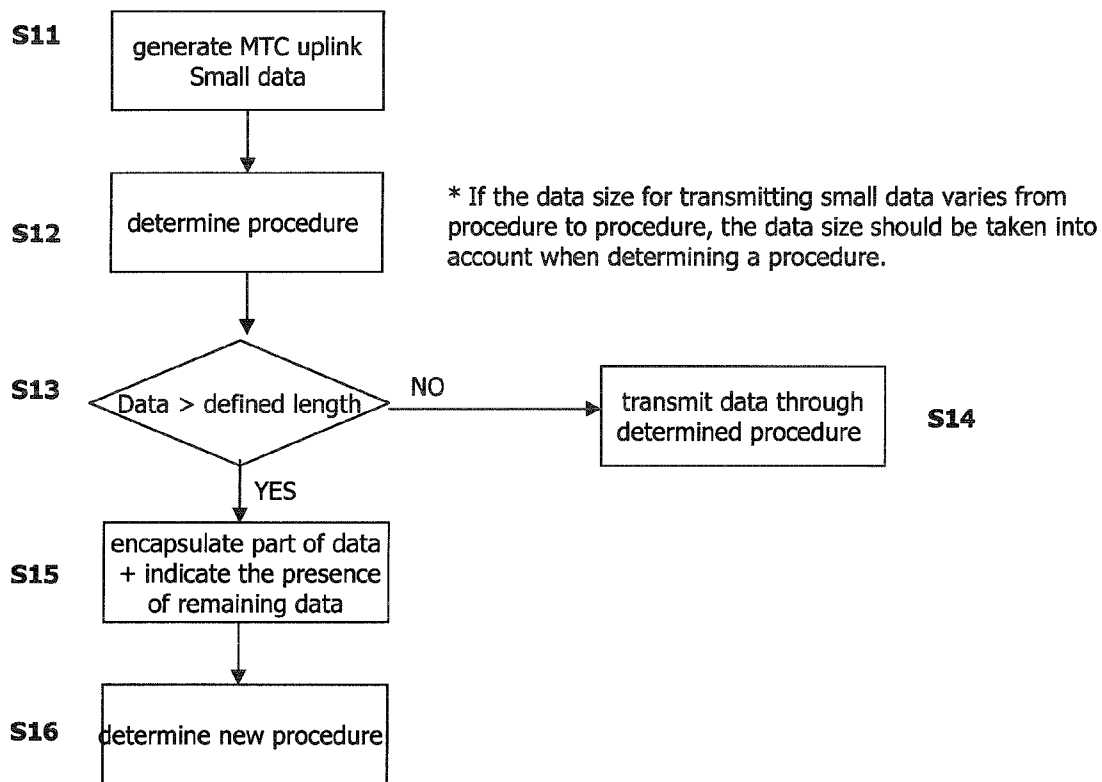 S11
generate MTC uplink
Small data
S12
determine procedure
* If the data size for transmitting small data varies from
procedure to procedure, the data size should be taken into
account when determining a procedure.
S13
Data > defined length
NO
transmit data through
determined procedure
S14
YES
S15
encapsulate part of data
+ indicate the presence
of remaining data
S16
determine new procedure